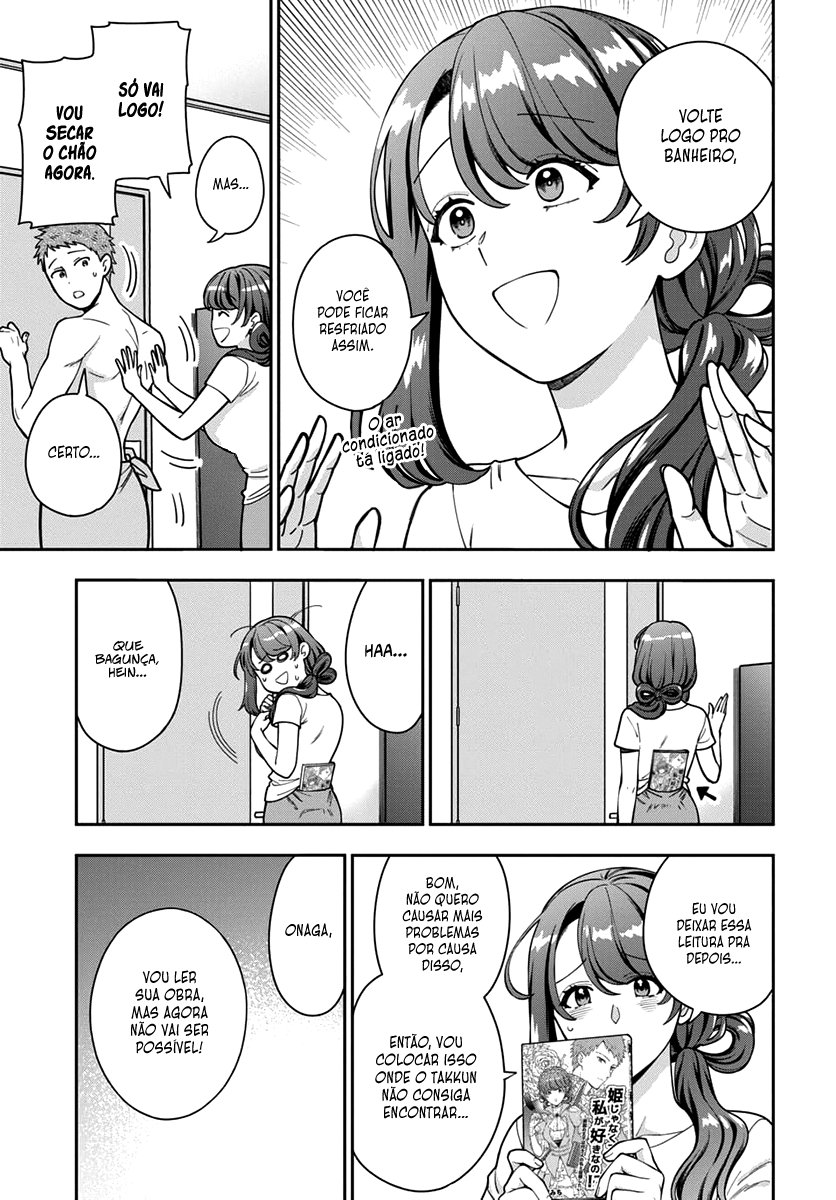 VOLTE
LOGO PRO
BANHEIRO,
VOCÊ
PODE FICAR
RESFRIADO
ASSIM.
O ar
condicionado
tá ligado!
MAS...
SÓ VAI
LOGO!
VOU
SECAR
O CHÃO
AGORA.
CERTO...
HAA...
QUE
BAGUNÇA,
HEIN...
EU VOU
DEIXAR ESSA
LEITURA PRA
DEPOIS...
BOM,
NÃO QUERO
CAUSAR MAIS
PROBLEMAS
POR CAUSA
DISSO,
ENTÃO, VOU
COLOCAR ISSO
ONDE O TAKKUN
NÃO CONSIGA
ENCONTRAR...
姫じゃなく
私が好きなの!
ONAGA,
VOU LER
SUA OBRA,
MAS AGORA
NÃO VAI SER
POSSÍVEL!